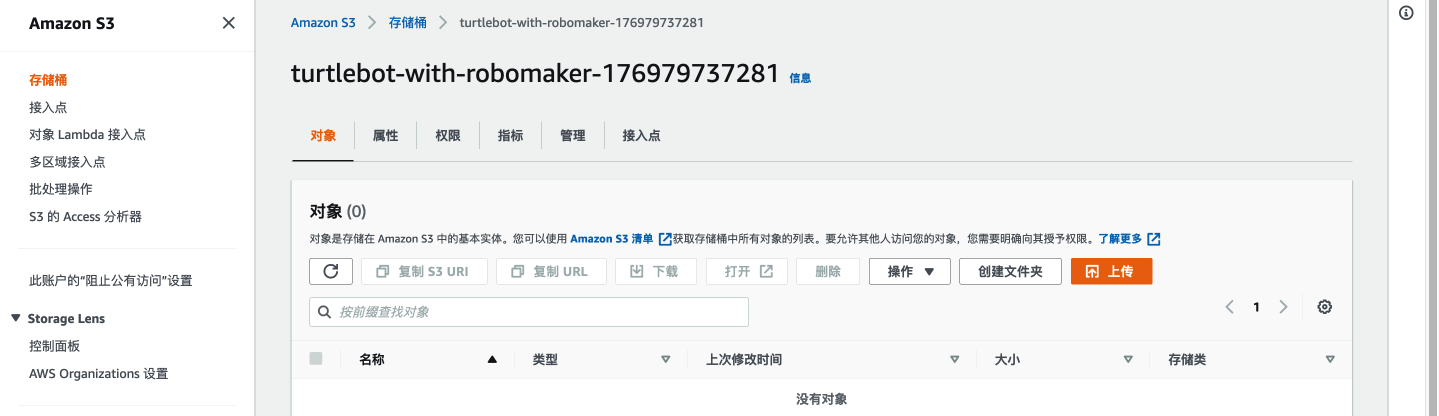 Amazon S3
存储桶
接入点
对象 Lambda 接入点
多区域接入点
批处理操作
S3 的 Access 分析器
此账户的“阻止公有访问”设置
Storage Lens
控制面板
AWS Organizations 设置
Amazon S3 存储桶 turtlebot-with-robomaker-176979737281
turtlebot-with-robomaker-176979737281 信息
对象 属性 权限 指标 管理 接入点
对象 (0)
对象是存储在 Amazon S3 中的基本实体。您可以使用 Amazon S3 清单 获取存储桶中所有对象的列表。要允许其他人访问您的对象，您需要明确向其授予权限。了解更多
复制 S3 URI 复制 URL 下载 打开 删除 操作 创建文件夹 上传
按前缀查找对象 1
名称 类型 上次修改时间 大小 存储类
没有对象